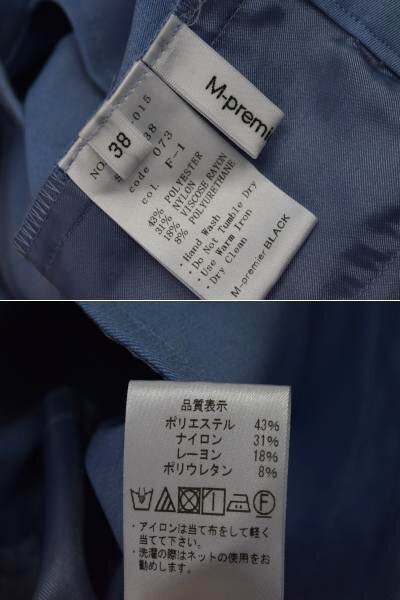 M-premi
38
NO. -015
38
code 073
col. F-1
43% POLYESTER
31% NYLON
18% VISCOSE RAYON
8% POLYURETHANE
・Hand Wash
・Do Not Tumble Dry
・Use Warm Iron
・Dry Clean
M-premierBLACK
品質表示
ポリエステル 43%
ナイロン 31%
レーヨン 18%
ポリウレタン 8%
・アイロンは当て布をして軽く
当てて下さい。
・洗濯の際はネットの使用をお
勧めします。